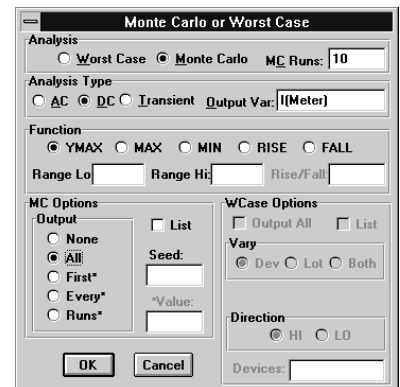 Monte Carlo or Worst Case
Analysis
Worst Case Monte Carlo MC Runs: 10
Analysis Type
AC DC Transient Output Var: I(Meter)
Function
YMAX MAX MIN RISE FALL
Range Lo Range Hi: Rise/Fall:
MC Options
Output
None
All
First*
Every*
Runs*
List
Seed:
*Value:
OK Cancel
WCase Options
Output All List
Vary
Dev Lot Both
Direction
HI LO
Devices: